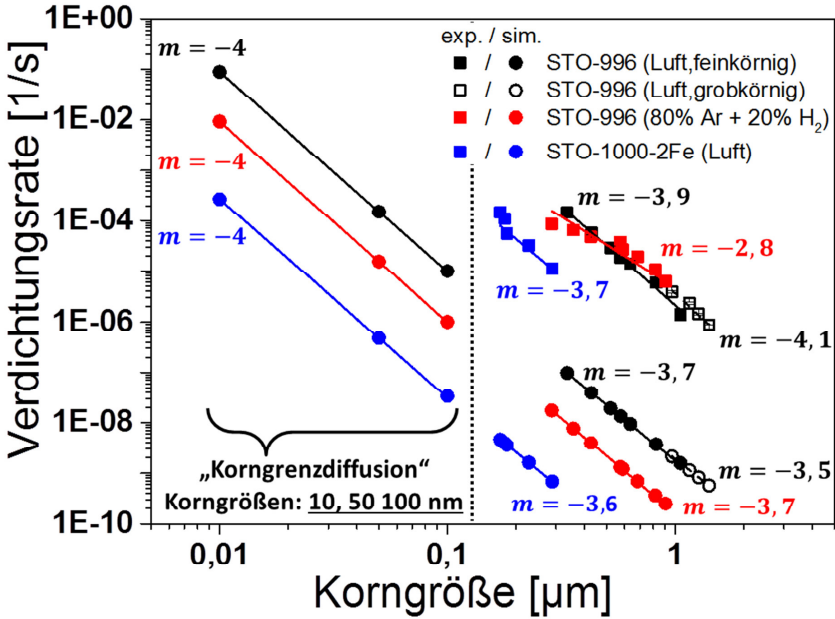 Verdichtungsrate [1/s]
1E+00
1E-02
1E-04
1E-06
1E-08
1E-10
m = −4
m = −4
m = −4
exp. / sim.
/ STO-996 (Luft,feinkörnig)
/ STO-996 (Luft,grobkörnig)
/ STO-996 (80% Ar + 20% H₂)
/ STO-1000-2Fe (Luft)
m = −3,9
m = −2,8
m = −3,7
m = −4,1
m = −3,7
m = −3,5
m = −3,6
m = −3,7
„Korngrenzdiffusion“
Korngrößen: 10, 50 100 nm
0,01
0,1
1
Korngröße [µm]